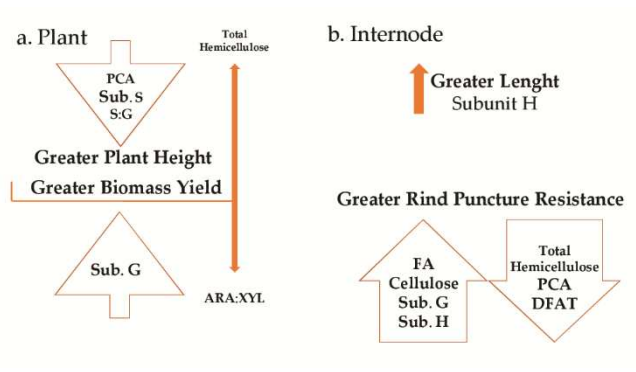 a. Plant
Total
Hemicellulose
PCA
Sub.S
S:G
Greater Plant Height
Greater Biomass Yield
Sub. G
ARA:XYL
b. Internode
Greater Lenght
Subunit H
Greater Rind Puncture Resistance
FA
Cellulose
Sub. G
Sub. H
Total
Hemicellulose
PCA
DFAT